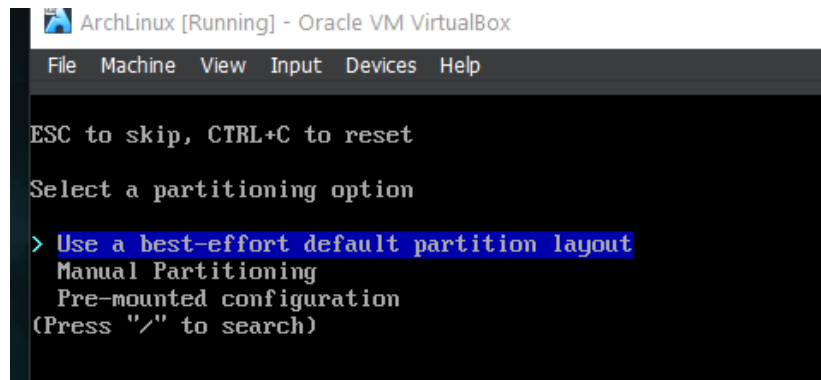 ArchLinux [Running] - Oracle VM VirtualBox
File Machine View Input Devices Help
ESC to skip, CTRL+C to reset
Select a partitioning option
> Use a best-effort default partition layout
Manual Partitioning
Pre-mounted configuration
(Press "/" to search)